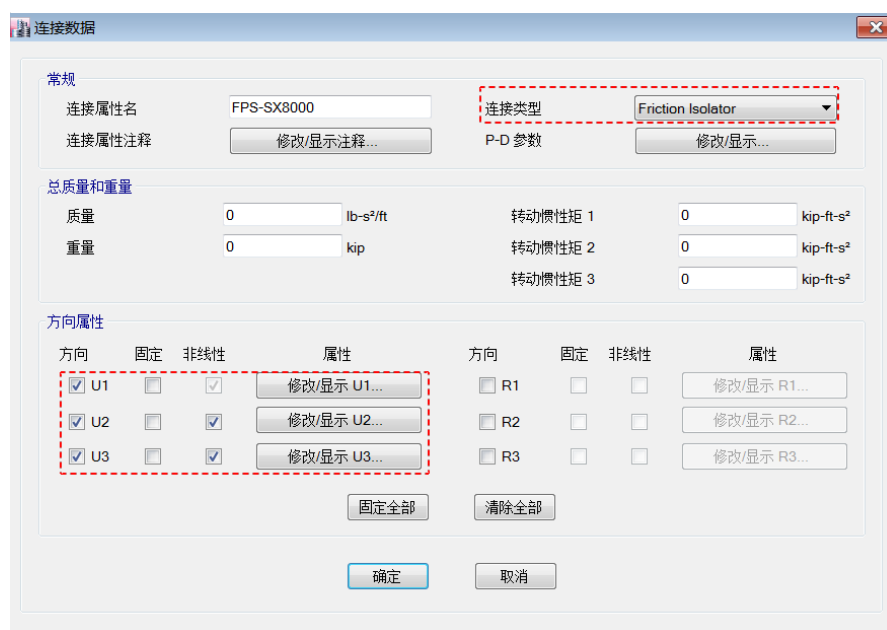 连接数据
常规
连接属性名 FPS-SX8000 连接类型 Friction Isolator
连接属性注释 修改/显示注释... P-D 参数 修改/显示...
总质量和重量
质量 0 lb-s²/ft 转动惯性矩 1 0 kip-ft-s²
重量 0 kip 转动惯性矩 2 0 kip-ft-s²
转动惯性矩 3 0 kip-ft-s²
方向属性
方向 固定 非线性 属性 方向 固定 非线性 属性
U1 修改/显示 U1... R1 修改/显示 R1...
U2 修改/显示 U2... R2 修改/显示 R2...
U3 修改/显示 U3... R3 修改/显示 R3...
固定全部 清除全部
确定 取消